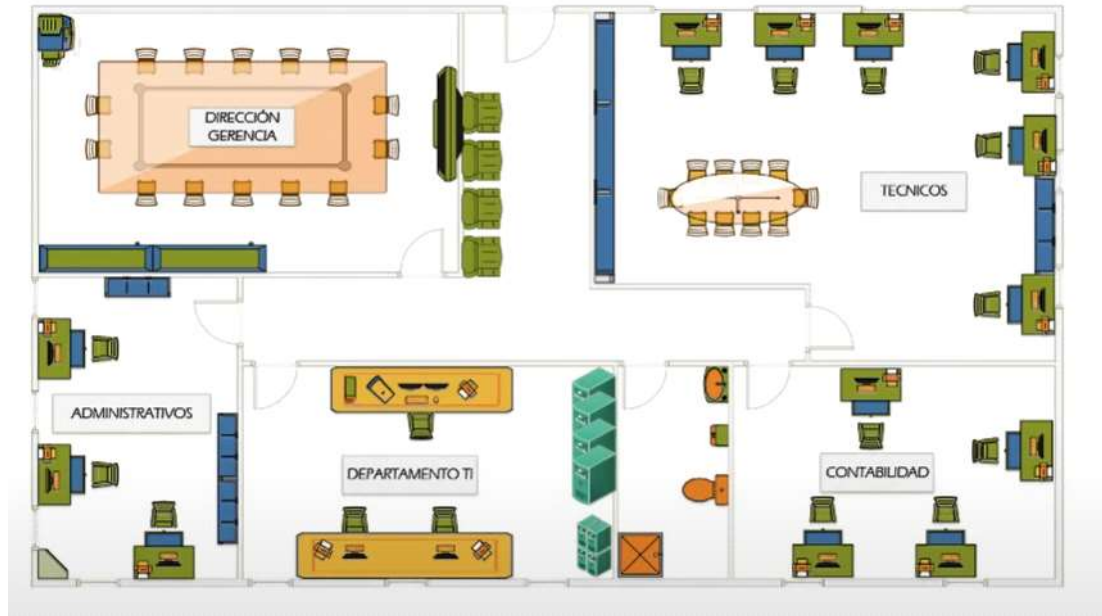 DIRECCIÓN
GERENCIA
TECNICOS
ADMINISTRATIVOS
DEPARTAMENTO TI
CONTABILIDAD